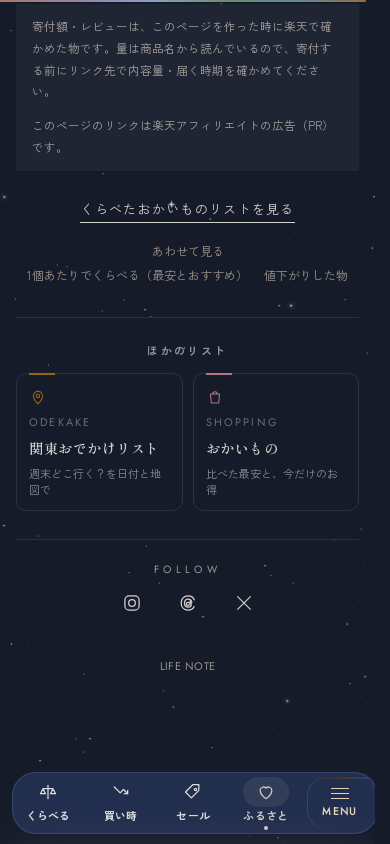 寄付額・レビューは、このページを作った時に楽天で確
かめた物です。量は商品名から読んでいるので、寄付す
る前にリンク先で内容量・届く時期を確かめてくださ
い。
このページのリンクは楽天アフィリエイトの広告（PR）
です。
くらべたおかいものリストを見る
あわせて見る
1個あたりでくらべる（最安とおすすめ） 値下がりした物
ほかのリスト
ODEKAKE
関東おでかけリスト
週末どこ行く？を日付と地
図で
SHOPPING
おかいもの
比べた最安と、今だけのお
得
FOLLOW
LIFE NOTE
くらべる 買い時 セール ふるさと MENU